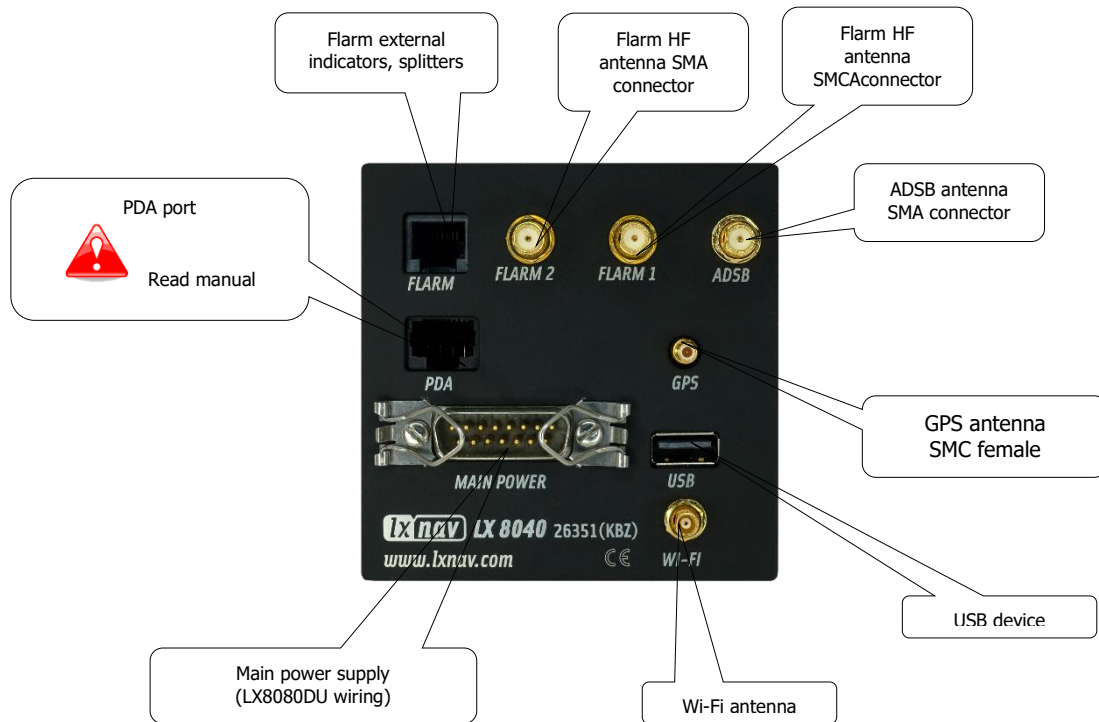 Flarm external
indicators, splitters
Flarm HF
antenna SMA
connector
Flarm HF
antenna
SMCAconnector
PDA port
Read manual
ADSB antenna
SMA connector
FLARM
FLARM 2
FLARM 1
ADSB
PDA
GPS
GPS antenna
SMC female
MAIN POWER
USB
lx nav LX 8040 26351(KBZ)
www.lxnav.com
CE
WI-FI
USB device
Main power supply
(LX8080DU wiring)
Wi-Fi antenna